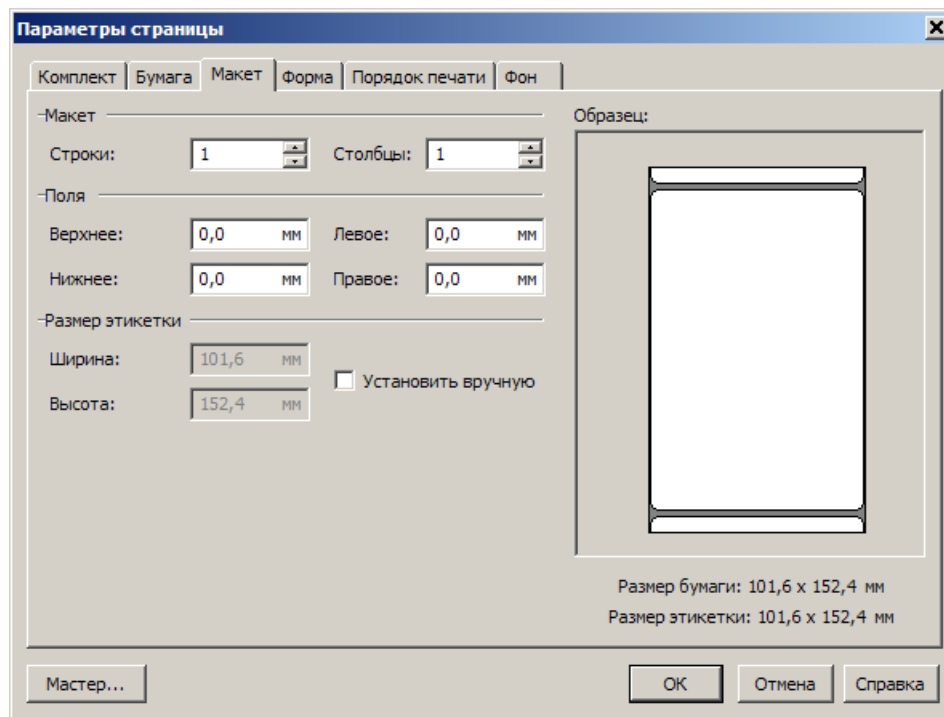 Параметры страницы
Комплект Бумага Макет Форма Порядок печати Фон
Макет
Образец:
Строки: 1 Столбцы: 1
Поля
Верхнее: 0,0 мм Левое: 0,0 мм
Нижнее: 0,0 мм Правое: 0,0 мм
Размер этикетки
Ширина: 101,6 мм
Установить вручную
Высота: 152,4 мм
Размер бумаги: 101,6 x 152,4 мм
Размер этикетки: 101,6 x 152,4 мм
Мастер... ОК Отмена Справка